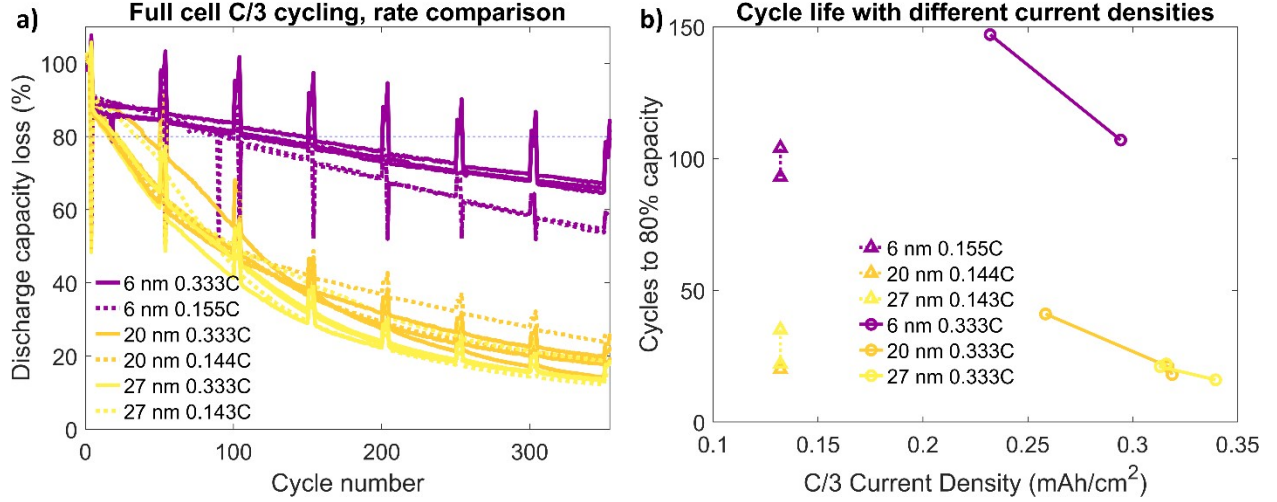 a)
Full cell C/3 cycling, rate comparison
Discharge capacity loss (%)
100
80
60
40
20
0
6 nm 0.333C
6 nm 0.155C
20 nm 0.333C
20 nm 0.144C
27 nm 0.333C
27 nm 0.143C
0
100
200
300
Cycle number
b)
Cycle life with different current densities
Cycles to 80% capacity
150
100
50
0
6 nm 0.155C
20 nm 0.144C
27 nm 0.143C
6 nm 0.333C
20 nm 0.333C
27 nm 0.333C
0.1
0.15
0.2
0.25
0.3
0.35
C/3 Current Density (mAh/cm²)